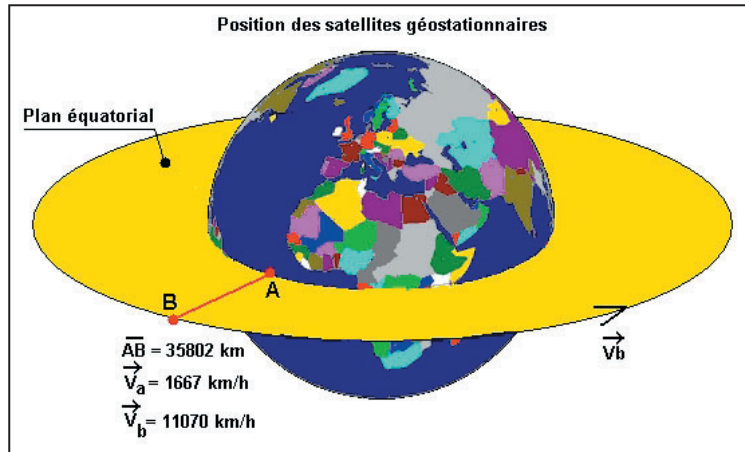 Position des satellites géostationnaires
Plan équatorial
A
B
AB = 35802 km
Va = 1667 km/h
Vb = 11070 km/h
Vb